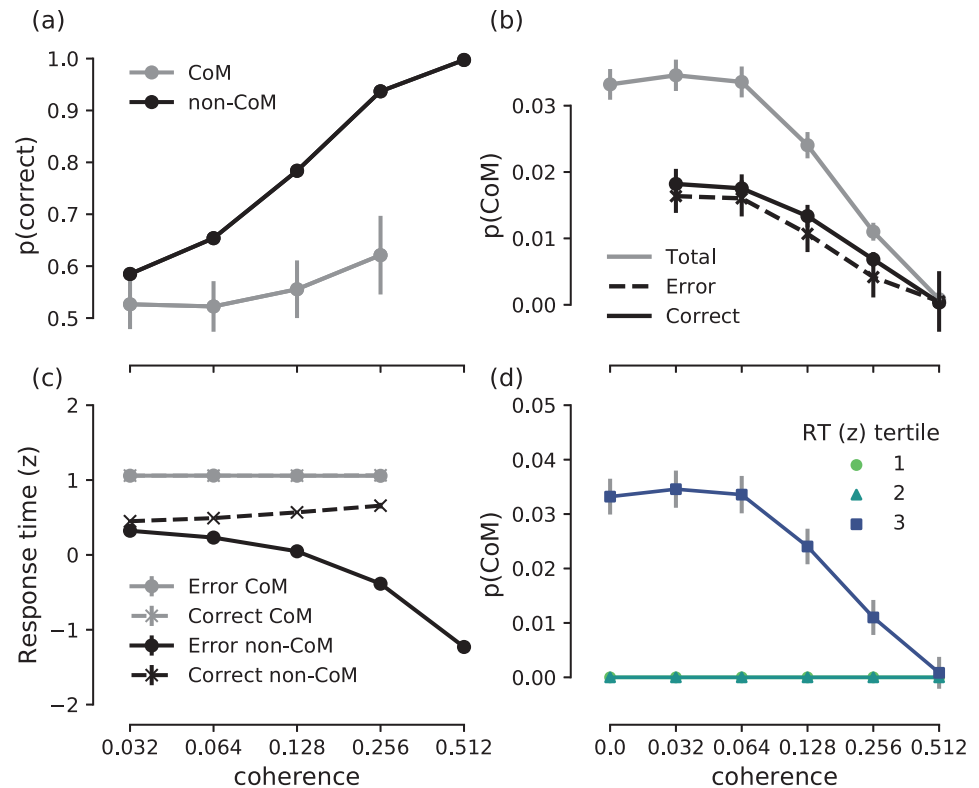 (a)
1.0
0.9
0.8
0.7
0.6
0.5
p(correct)
CoM
non-CoM
(b)
0.03
0.02
0.01
0.00
p(CoM)
Total
Error
Correct
(c)
2
1
0
−1
−2
Response time (z)
Error CoM
Correct CoM
Error non-CoM
Correct non-CoM
0.032 0.064 0.128 0.256 0.512
coherence
(d)
0.05
0.04
0.03
0.02
0.01
0.00
p(CoM)
RT (z) tertile
1
2
3
0.0 0.032 0.064 0.128 0.256 0.512
coherence